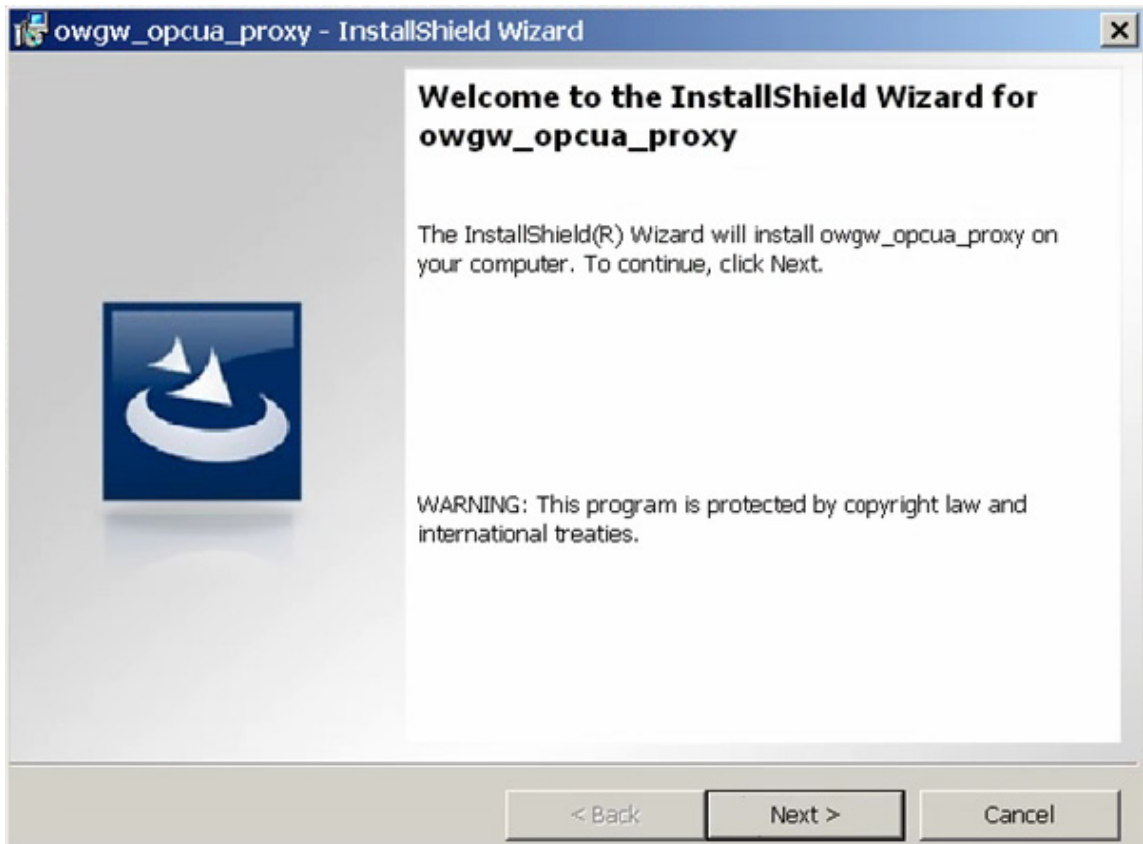 owgw_opcua_proxy - InstallShield Wizard
Welcome to the InstallShield Wizard for
owgw_opcua_proxy
The InstallShield(R) Wizard will install owgw_opcua_proxy on
your computer. To continue, click Next.
WARNING: This program is protected by copyright law and
international treaties.
< Back Next > Cancel